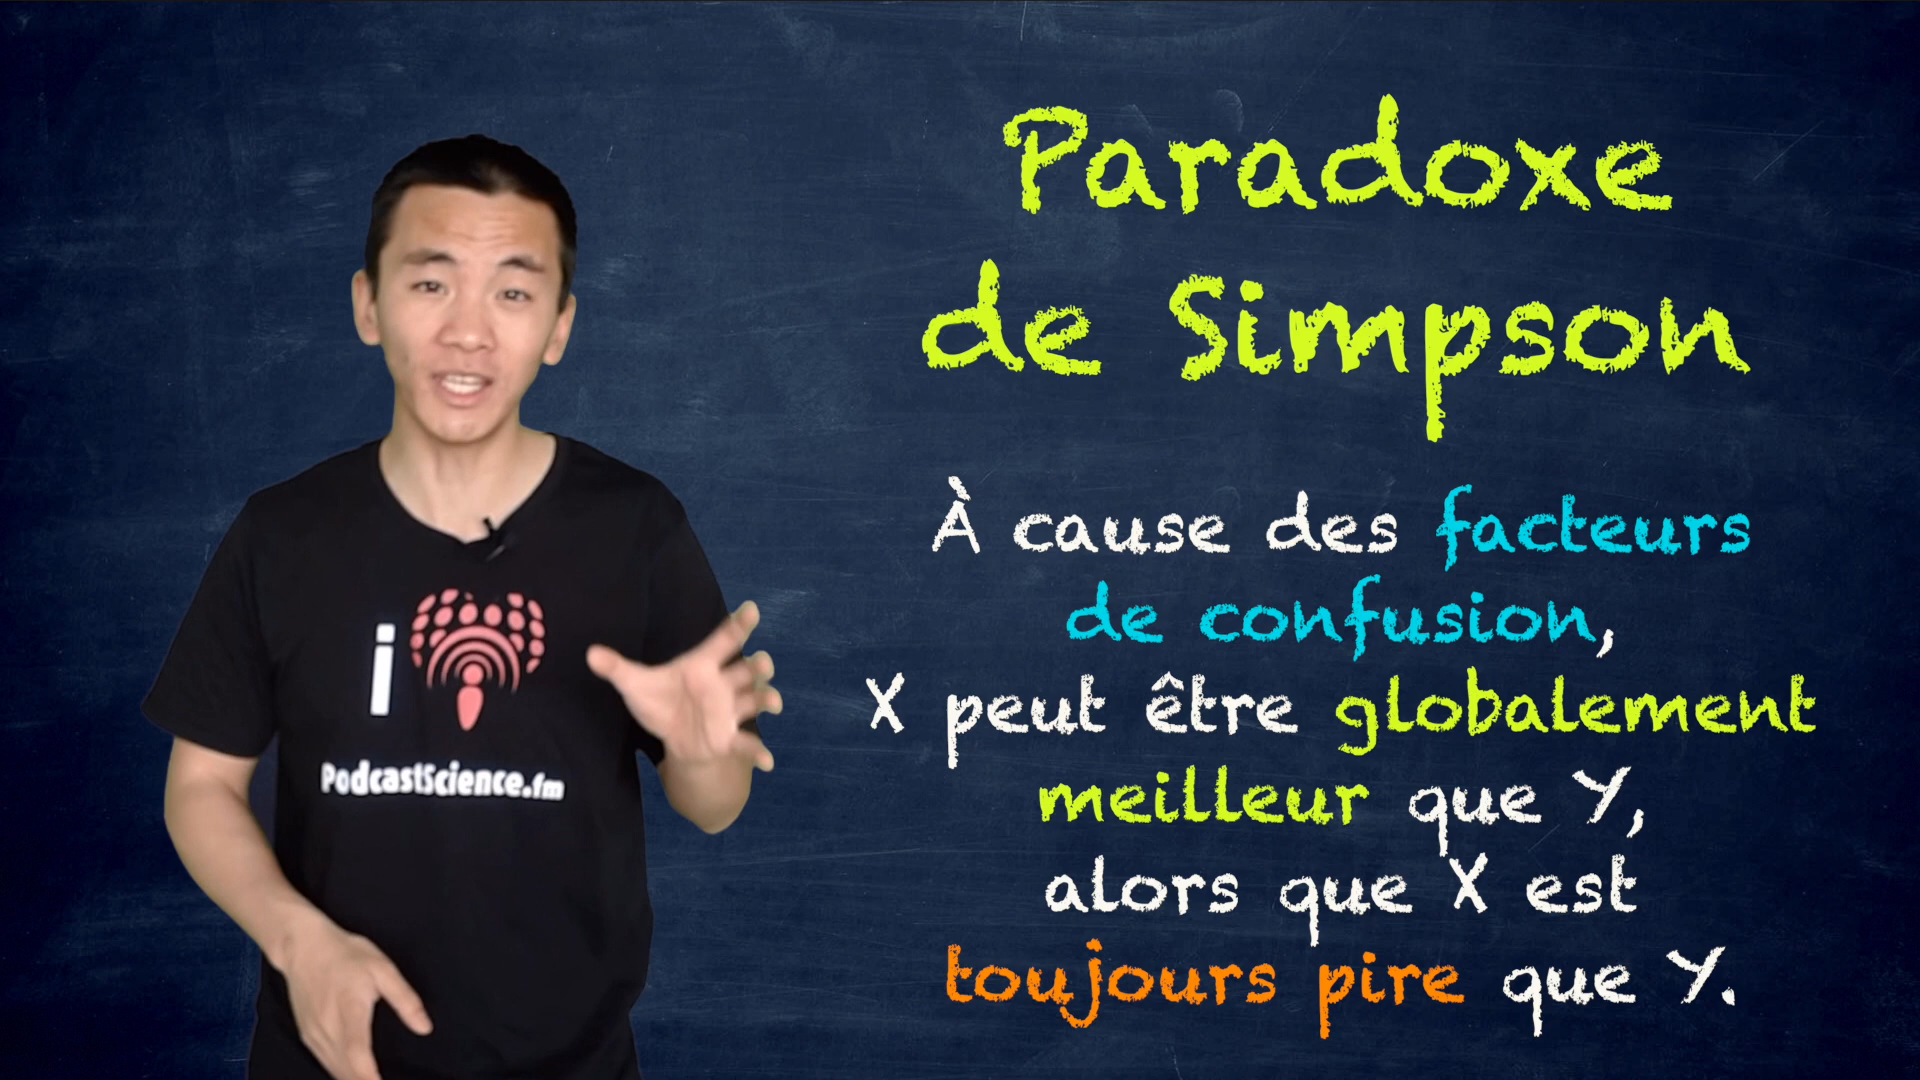 Paradoxe
de Simpson
À cause des facteurs
de confusion,
X peut être globalement
meilleur que Y,
alors que X est
toujours pire que Y.
i
PodcastScience.fm